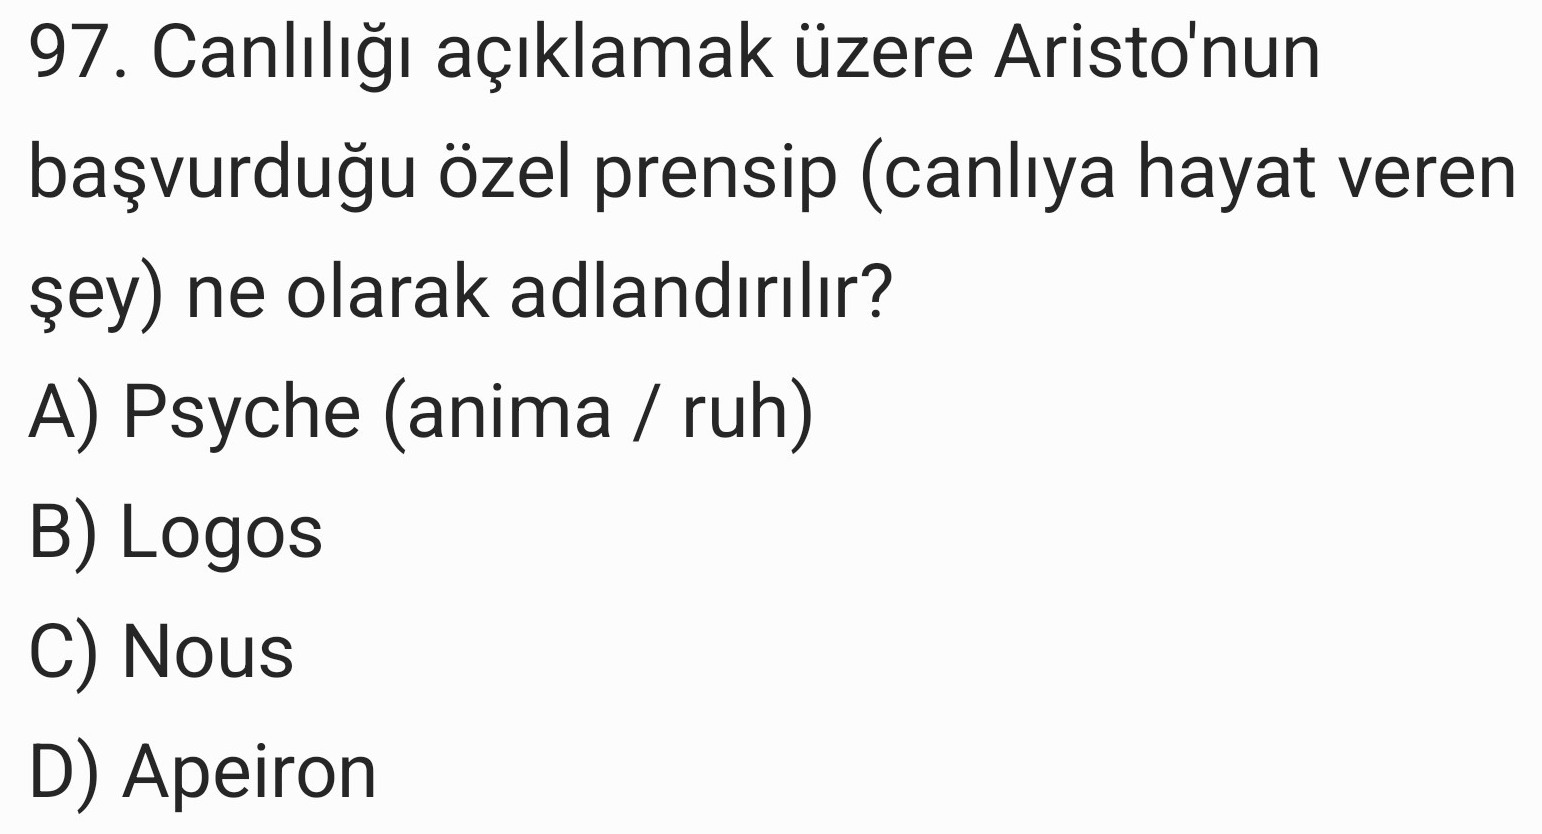 97. Canlılığı açıklamak üzere Aristo'nun
başvurduğu özel prensip (canlıya hayat veren
şey) ne olarak adlandırılır?
A) Psyche (anima / ruh)
B) Logos
C) Nous
D) Apeiron